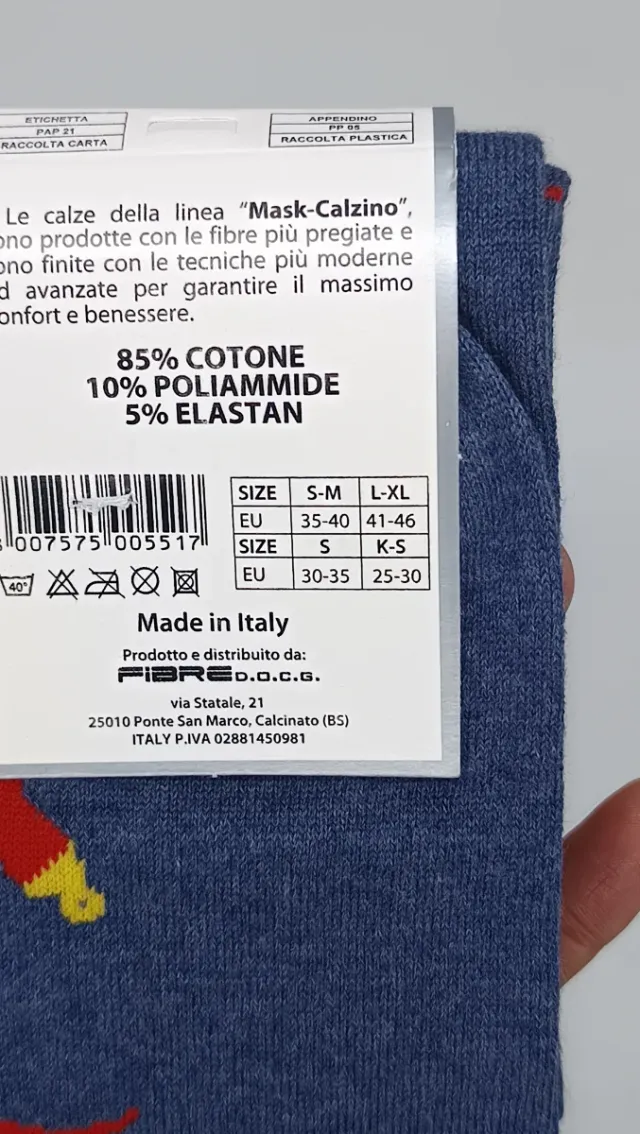 ETICHETTA
PAP 21
RACCOLTA CARTA
APPENDINO
PP 05
RACCOLTA PLASTICA
Le calze della linea “Mask-Calzino”,
ono prodotte con le fibre più pregiate e
ono finite con le tecniche più moderne
d avanzate per garantire il massimo
onfort e benessere.
85% COTONE
10% POLIAMMIDE
5% ELASTAN
SIZE S-M L-XL
EU 35-40 41-46
SIZE S K-S
EU 30-35 25-30
8 007575 005517
40°
Made in Italy
Prodotto e distribuito da:
FIBRE D.O.C.G.
via Statale, 21
25010 Ponte San Marco, Calcinato (BS)
ITALY P.IVA 02881450981